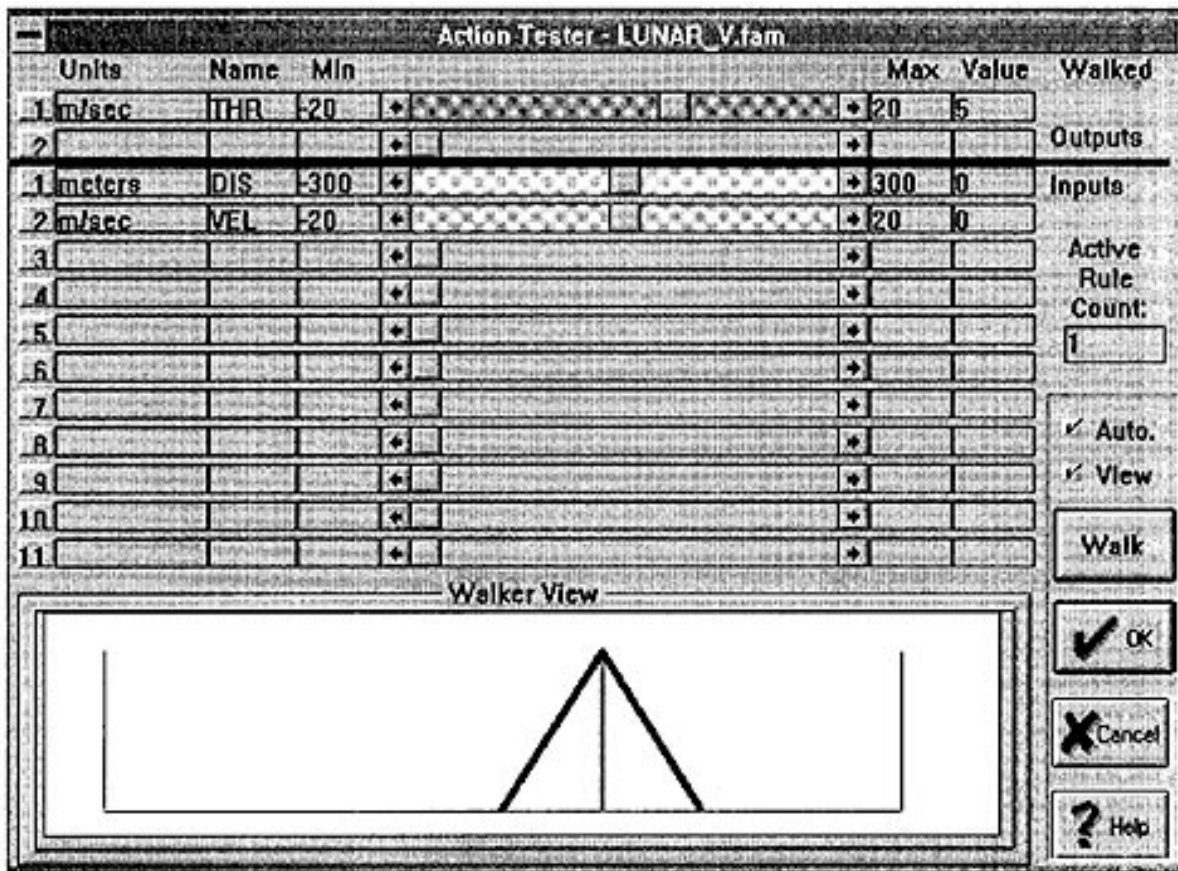 Action Tester - LUNAR_V.fam
Units Name Min Max Value Walked
1 m/sec THR -20 20 5
2 Outputs
1 meters DIS -300 300 0 Inputs
2 m/sec VEL -20 20 0
3 Active
Rule
4 Count:
5 1
6
7
8 Auto.
9 View
10
11 Walk
Walker View
OK
Cancel
? Help